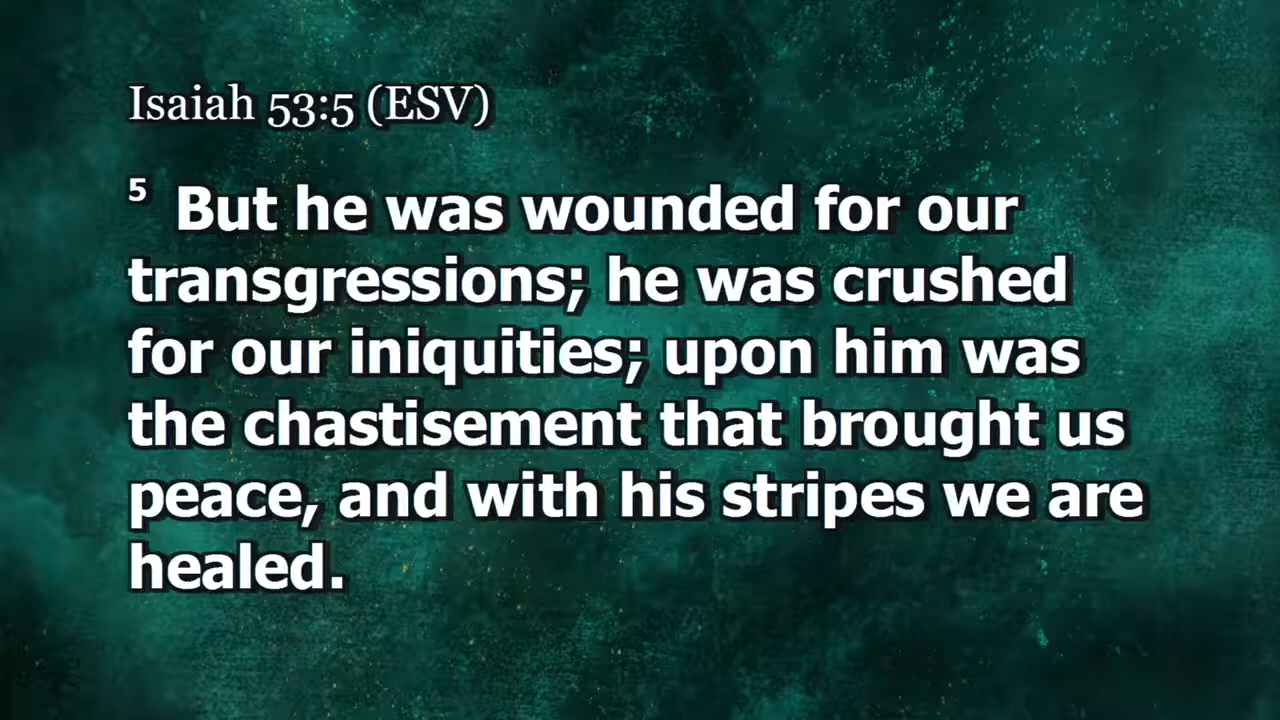 Isaiah 53:5 (ESV)
5 But he was wounded for our
transgressions; he was crushed
for our iniquities; upon him was
the chastisement that brought us
peace, and with his stripes we are
healed.